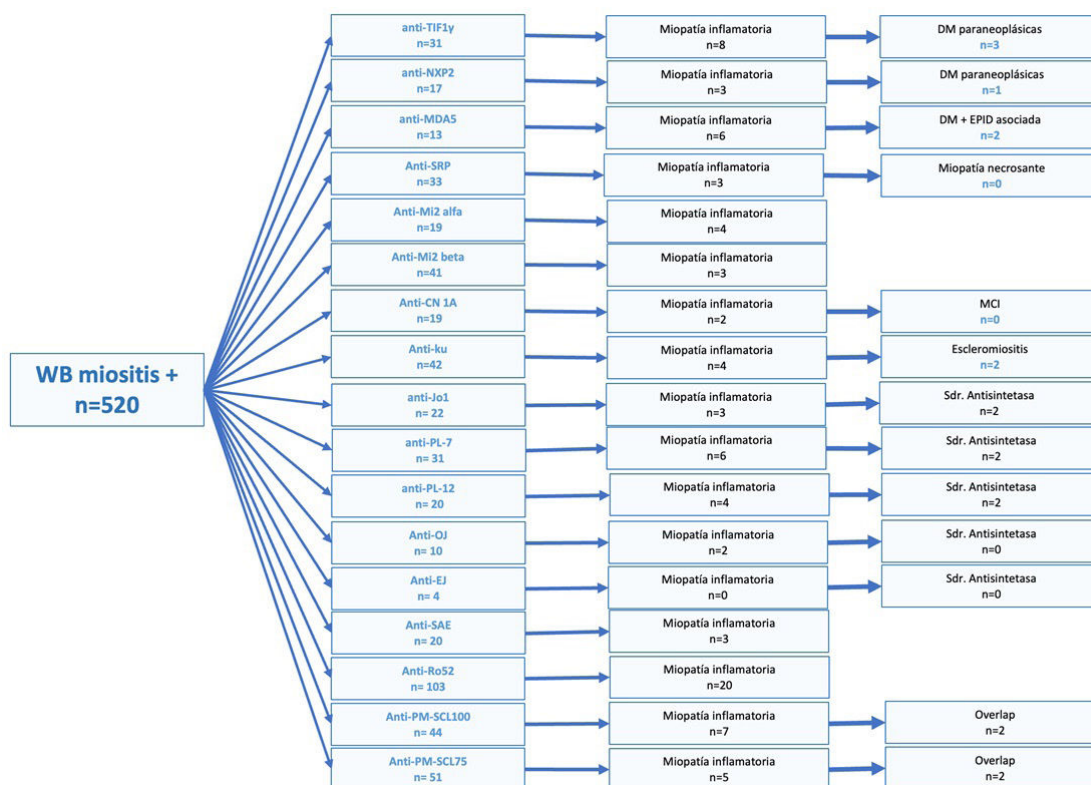 WB miositis +
n=520
anti-TIF1γ
n=31
Miopatía inflamatoria
n=8
DM paraneoplásicas
n=3
anti-NXP2
n=17
Miopatía inflamatoria
n=3
DM paraneoplásicas
n=1
anti-MDA5
n=13
Miopatía inflamatoria
n=6
DM + EPID asociada
n=2
Anti-SRP
n=33
Miopatía inflamatoria
n=3
Miopatía necrosante
n=0
Anti-Mi2 alfa
n=19
Miopatía inflamatoria
n=4
Anti-Mi2 beta
n=41
Miopatía inflamatoria
n=3
Anti-CN 1A
n=19
Miopatía inflamatoria
n=2
MCI
n=0
Anti-ku
n=42
Miopatía inflamatoria
n=4
Escleromiositis
n=2
anti-Jo1
n= 22
Miopatía inflamatoria
n=3
Sdr. Antisintetasa
n=2
anti-PL-7
n= 31
Miopatía inflamatoria
n=6
Sdr. Antisintetasa
n=2
anti-PL-12
n= 20
Miopatía inflamatoria
n=4
Sdr. Antisintetasa
n=2
Anti-OJ
n= 10
Miopatía inflamatoria
n=2
Sdr. Antisintetasa
n=0
Anti-EJ
n= 4
Miopatía inflamatoria
n=0
Sdr. Antisintetasa
n=0
Anti-SAE
n= 20
Miopatía inflamatoria
n=3
Anti-Ro52
n= 103
Miopatía inflamatoria
n=20
Anti-PM-SCL100
n= 44
Miopatía inflamatoria
n=7
Overlap
n=2
Anti-PM-SCL75
n= 51
Miopatía inflamatoria
n=5
Overlap
n=2